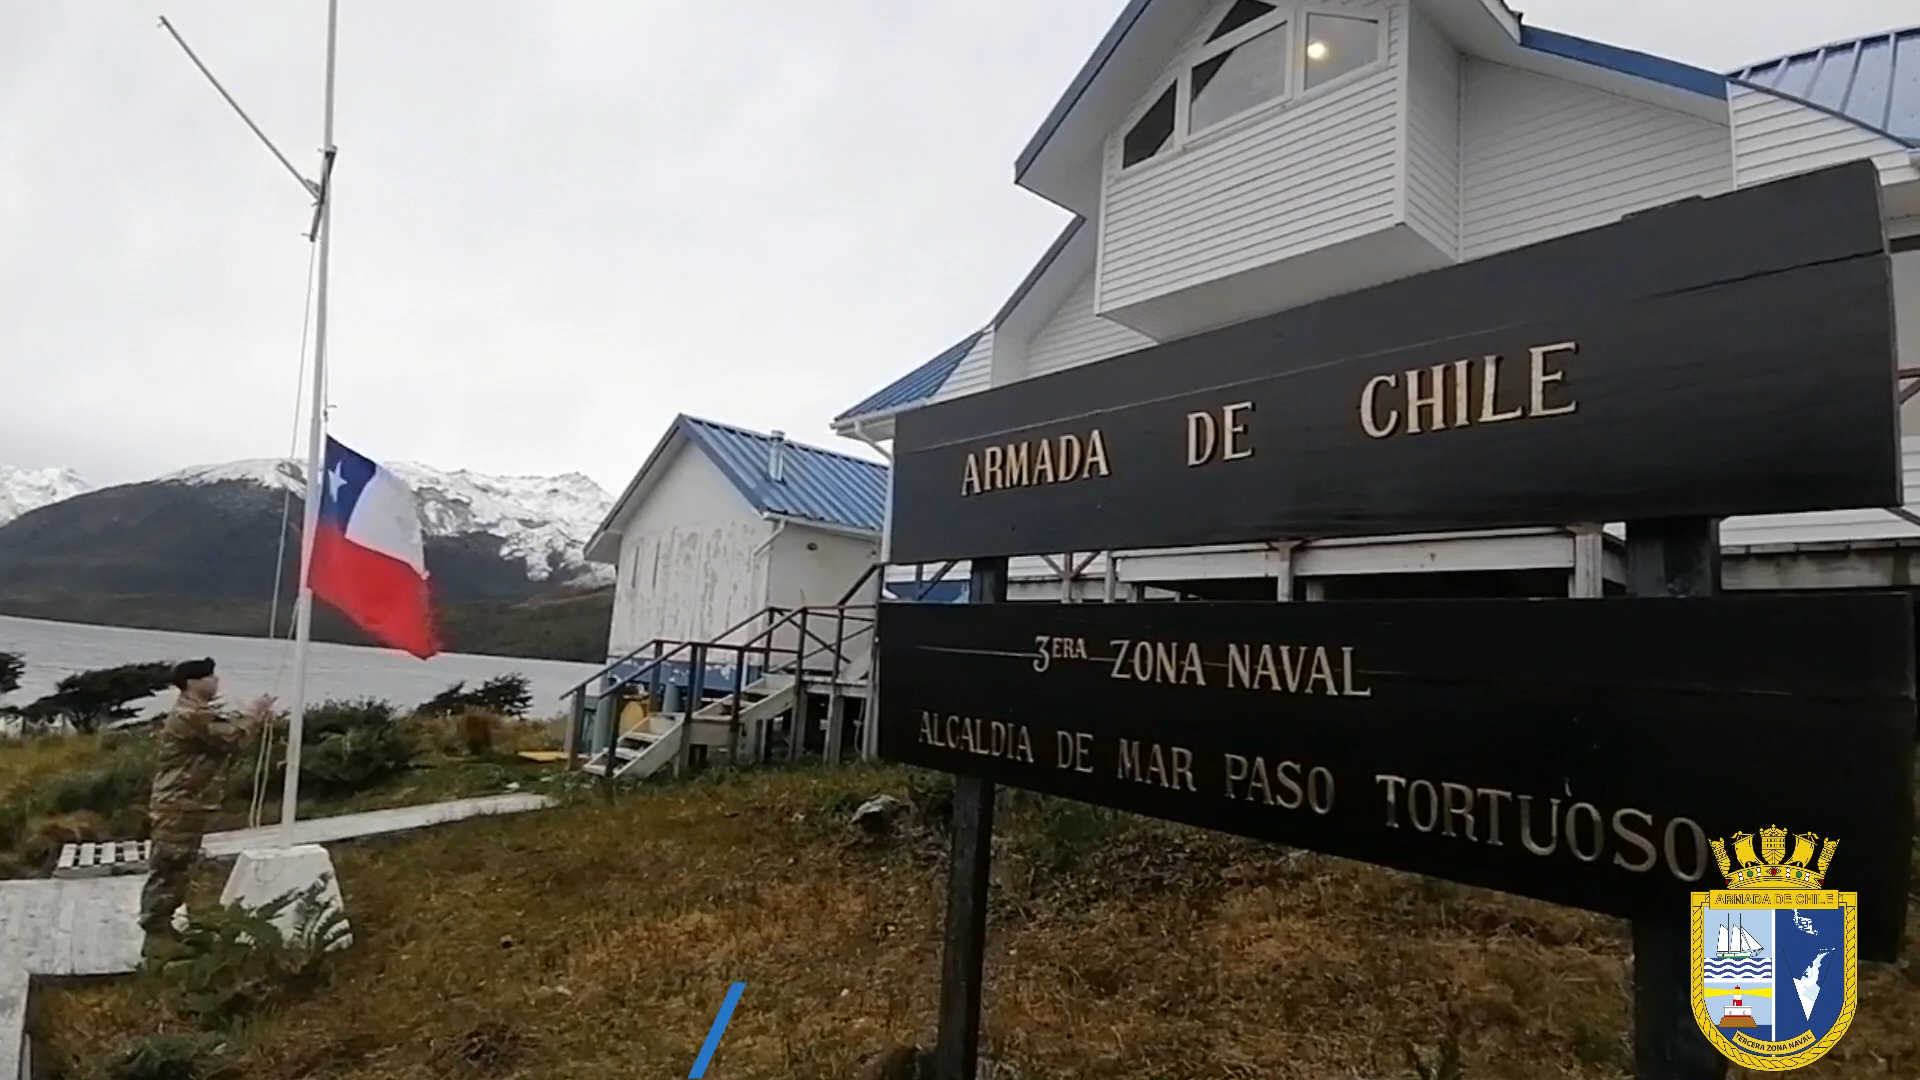 ARMADA DE CHILE
3ERA ZONA NAVAL
ALCALDIA DE MAR PASO TORTUOSO
ARMADA DE CHILE
TERCERA ZONA NAVAL